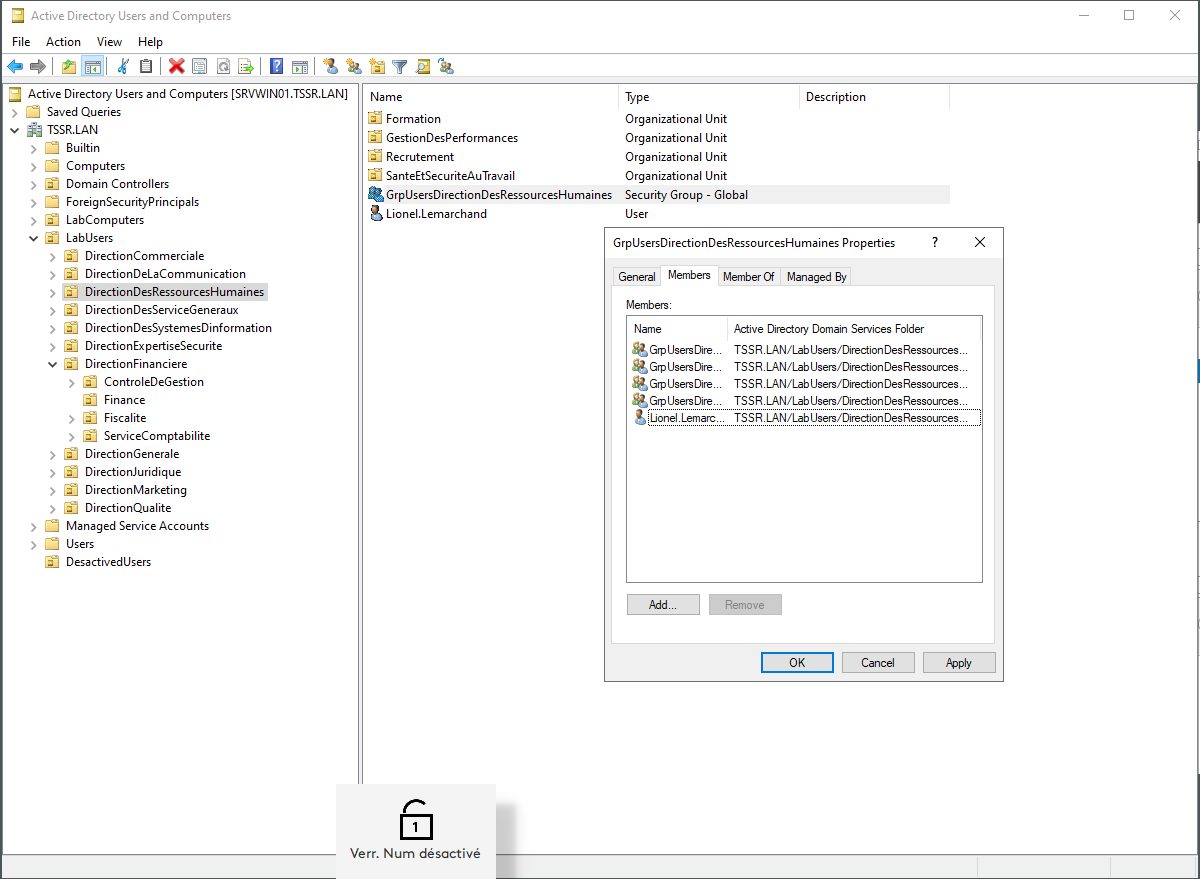 Active Directory Users and Computers
File Action View Help
Active Directory Users and Computers [SRVWIN01.TSSR.LAN]
Saved Queries
TSSR.LAN
Builtin
Computers
Domain Controllers
ForeignSecurityPrincipals
LabComputers
LabUsers
DirectionCommerciale
DirectionDeLaCommunication
DirectionDesRessourcesHumaines
DirectionDesServiceGeneraux
DirectionDesSystemesDinformation
DirectionExpertiseSecurite
DirectionFinanciere
ControleDeGestion
Finance
Fiscalite
ServiceComptabilite
DirectionGenerale
DirectionJuridique
DirectionMarketing
DirectionQualite
Managed Service Accounts
Users
DesactivedUsers
Name Type Description
Formation Organizational Unit
GestionDesPerformances Organizational Unit
Recrutement Organizational Unit
SanteEtSecuriteAuTravail Organizational Unit
GrpUsersDirectionDesRessourcesHumaines Security Group - Global
Lionel.Lemarchand User
GrpUsersDirectionDesRessourcesHumaines Properties ?
General Members Member Of Managed By
Members:
Name Active Directory Domain Services Folder
GrpUsersDire... TSSR.LAN/LabUsers/DirectionDesRessources...
GrpUsersDire... TSSR.LAN/LabUsers/DirectionDesRessources...
GrpUsersDire... TSSR.LAN/LabUsers/DirectionDesRessources...
GrpUsersDire... TSSR.LAN/LabUsers/DirectionDesRessources...
Lionel.Lemarc... TSSR.LAN/LabUsers/DirectionDesRessources...
Add... Remove
OK Cancel Apply
1
Verr. Num désactivé